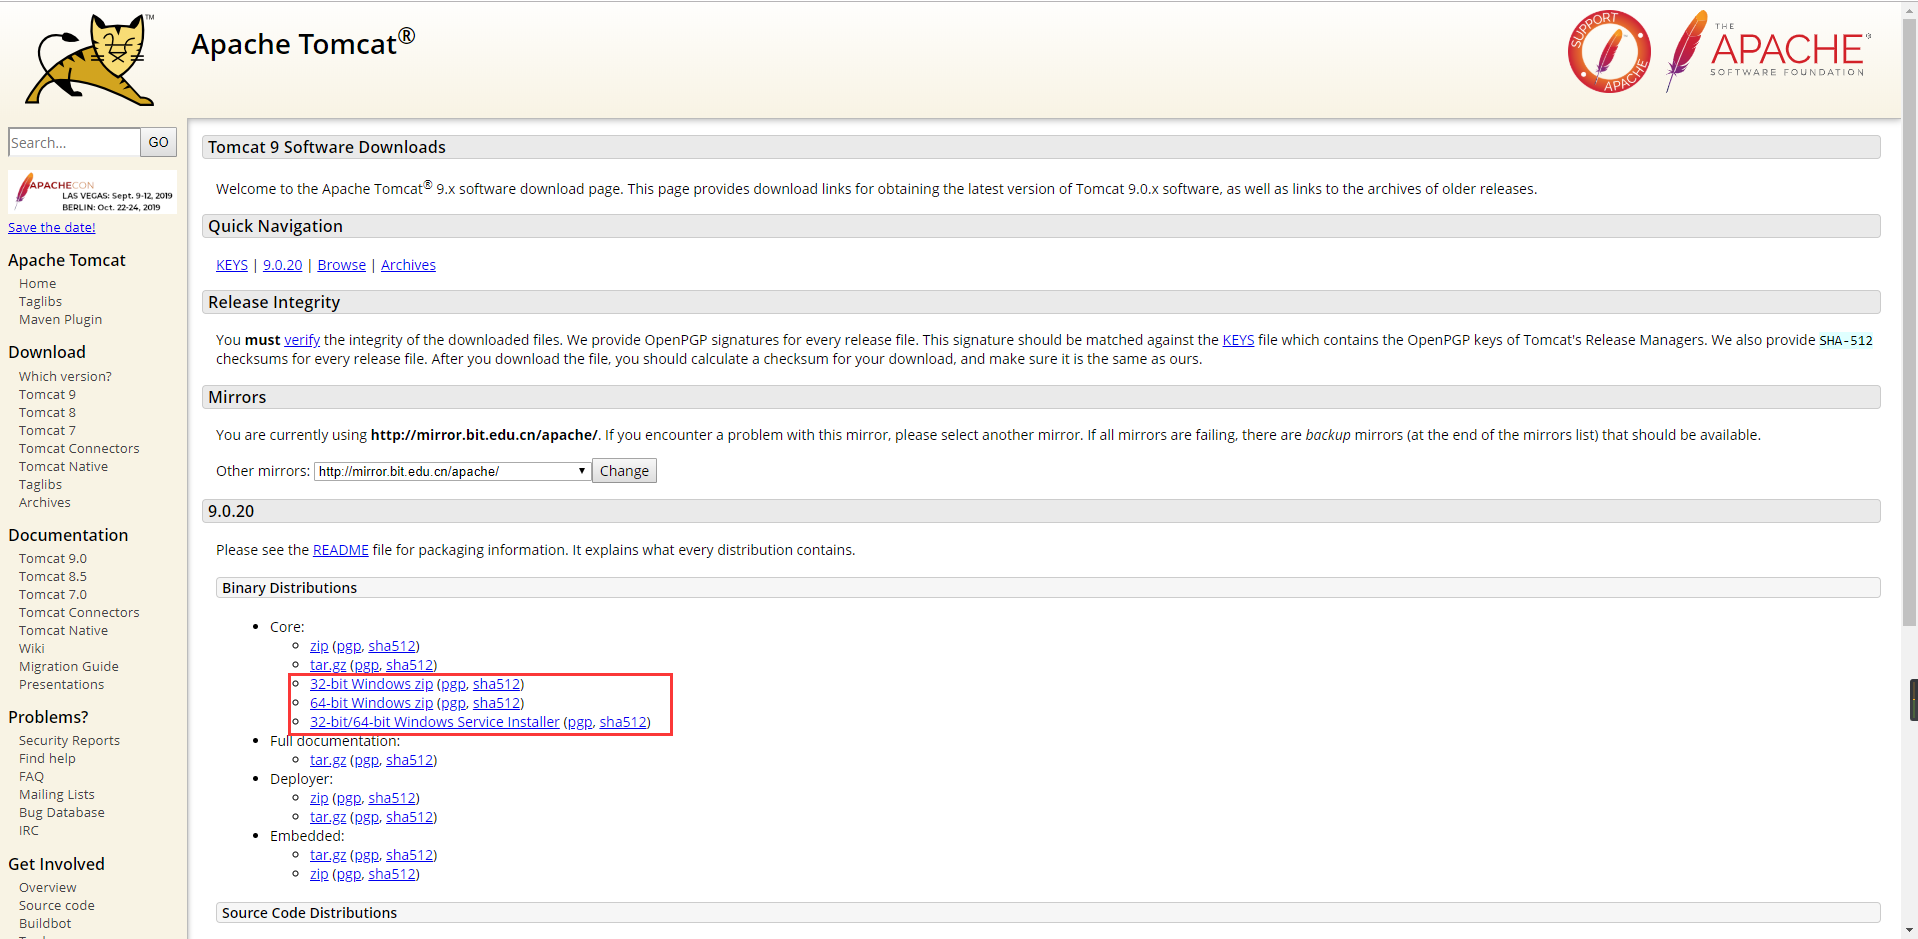 TM
Apache Tomcat®
SUPPORT
APACHE
THE
APACHE®
SOFTWARE FOUNDATION
Search...
GO
APACHECON
LAS VEGAS: Sept. 9-12, 2019
BERLIN: Oct. 22-24, 2019
Save the date!
Apache Tomcat
Home
Taglibs
Maven Plugin
Download
Which version?
Tomcat 9
Tomcat 8
Tomcat 7
Tomcat Connectors
Tomcat Native
Taglibs
Archives
Documentation
Tomcat 9.0
Tomcat 8.5
Tomcat 7.0
Tomcat Connectors
Tomcat Native
Wiki
Migration Guide
Presentations
Problems?
Security Reports
Find help
FAQ
Mailing Lists
Bug Database
IRC
Get Involved
Overview
Source code
Buildbot
Tomcat 9 Software Downloads
Welcome to the Apache Tomcat® 9.x software download page. This page provides download links for obtaining the latest version of Tomcat 9.0.x software, as well as links to the archives of older releases.
Quick Navigation
KEYS | 9.0.20 | Browse | Archives
Release Integrity
You must verify the integrity of the downloaded files. We provide OpenPGP signatures for every release file. This signature should be matched against the KEYS file which contains the OpenPGP keys of Tomcat's Release Managers. We also provide SHA-512
checksums for every release file. After you download the file, you should calculate a checksum for your download, and make sure it is the same as ours.
Mirrors
You are currently using http://mirror.bit.edu.cn/apache/. If you encounter a problem with this mirror, please select another mirror. If all mirrors are failing, there are backup mirrors (at the end of the mirrors list) that should be available.
Other mirrors: http://mirror.bit.edu.cn/apache/ Change
9.0.20
Please see the README file for packaging information. It explains what every distribution contains.
Binary Distributions
Core:
zip (pgp, sha512)
tar.gz (pgp, sha512)
32-bit Windows zip (pgp, sha512)
64-bit Windows zip (pgp, sha512)
32-bit/64-bit Windows Service Installer (pgp, sha512)
Full documentation:
tar.gz (pgp, sha512)
Deployer:
zip (pgp, sha512)
tar.gz (pgp, sha512)
Embedded:
tar.gz (pgp, sha512)
zip (pgp, sha512)
Source Code Distributions